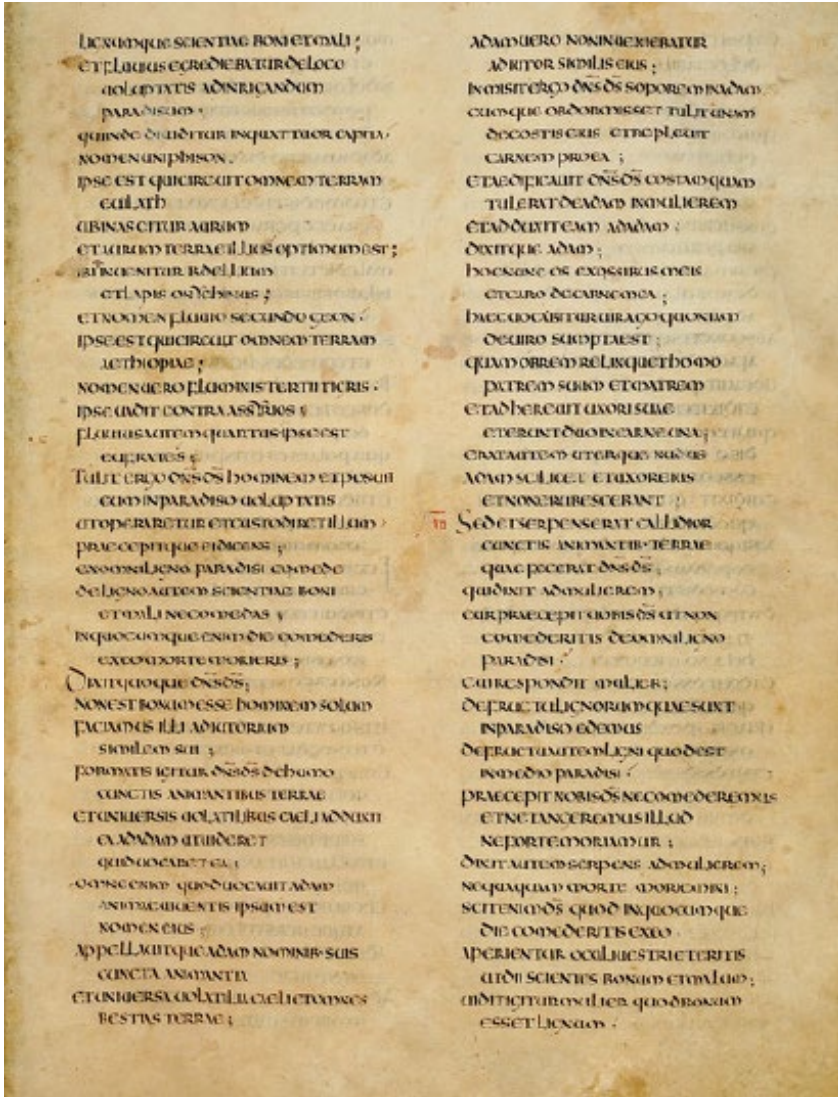 LIGNUMQUE SCIENTIAE BONI ET MALI ;
ET FLUUIUS EGREDIEBATUR DE LOCO
UOLUPTATIS AD INRIGANDUM
PARADISUM ·
QUI INDE DIUIDITUR IN QUATTUOR CAPITA ·
NOMEN UNI PHISON .
IPSE EST QUI CIRCUIT OMNEM TERRAM
EUILATH
UBI NASCITUR AURUM
ET AURUM TERRAE ILLIUS OPTIMUM EST ;
IBI INUENITUR BDELLIUM
ET LAPIS ONYCHINUS ;
ET NOMEN FLUUIO SECUNDO GEON ·
IPSE EST QUI CIRCUIT OMNEM TERRAM
AETHIOPIAE ;
NOMEN UERO FLUMINIS TERTII TIGRIS ·
IPSE UADIT CONTRA ASSYRIOS ;
FLUUIUS AUTEM QUARTUS IPSE EST
EUFRATES ;
TULIT ERGO DNS DS HOMINEM ET POSUIT
EUM IN PARADISO UOLUPTATIS
UT OPERARETUR ET CUSTODIRET ILLUM ·
PRAECEPITQUE EI DICENS ;
EX OMNI LIGNO PARADISI COMEDE
DE LIGNO AUTEM SCIENTIAE BONI
ET MALI NE COMEDAS ;
IN QUOCUMQUE ENIM DIE COMEDERIS
EX EO MORTE MORIERIS ;
DIXIT QUOQUE DNS DS ;
NON EST BONUM ESSE HOMINEM SOLUM
FACIAMUS ILLI ADIUTORIUM
SIMILEM SUI ;
FORMATIS IGITUR DNS DS DE HUMO
CUNCTIS ANIMANTIBUS TERRAE
ET UNIUERSIS UOLATILIBUS CAELI ADDUXIT
EA AD ADAM UT UIDERET
QUID UOCARET EA ;
OMNE ENIM QUOD UOCAUIT ADAM
ANIMAE UIUENTIS IPSUM EST
NOMEN EIUS ;
APPELLAUITQUE ADAM NOMINIB· SUIS
CUNCTA ANIMANTIA
ET UNIUERSA UOLATILIA CAELI ET OMNES
BESTIAS TERRAE ;
ADAM UERO NON INUENIEBATUR
ADIUTOR SIMILIS EIUS ;
INMISIT ERGO DNS DS SOPOREM IN ADAM
CUMQUE OBDORMISSET TULIT UNAM
DE COSTIS EIUS ET REPLEUIT
CARNEM PRO EA ;
ET AEDIFICAUIT DNS DS COSTAM QUAM
TULERAT DE ADAM IN MULIEREM
ET ADDUXIT EAM AD ADAM ·
DIXITQUE ADAM ;
HOC NUNC OS EX OSSIBUS MEIS
ET CARO DE CARNE MEA ;
HAEC UOCABITUR UIRAGO QUONIAM
DE UIRO SUMPTA EST ;
QUAM OBREM RELINQUET HOMO
PATREM SUUM ET MATREM
ET ADHEREUIT UXORI SUAE
ET ERUNT DUO IN CARNE UNA ;
ERAT AUTEM UTERQUE NUDUS
ADAM SCILICET ET UXOR EIUS
ET NON ERUBESCEBANT ;
SED ET SERPENS ERAT CALLIDIOR
CUNCTIS ANIMANTIB· TERRAE
QUAE FECERAT DNS DS ;
QUI DIXIT AD MULIEREM ;
CUR PRAECEPIT UOBIS DS UT NON
COMEDERITIS DE OMNI LIGNO
PARADISI ·
CUI RESPONDIT MULIER ;
DE FRUCTU LIGNORUM QUAE SUNT
IN PARADISO EDEMUS
DE FRUCTU AUTEM LIGNI QUOD EST
IN MEDIO PARADISI ·
PRAECEPIT NOBIS DS NE COMEDEREMUS
ET NE TANGEREMUS ILLUD
NE FORTE MORIAMUR ;
DIXIT AUTEM SERPENS AD MULIEREM ;
NEQUAQUAM MORTE MORIEMINI ;
SCIT ENIM DS QUOD IN QUOCUMQUE
DIE COMEDERITIS EX EO ·
APERIENTUR OCULI UESTRI ET ERITIS
UT DII SCIENTES BONUM ET MALUM ;
UIDIT IGITUR MULIER QUOD BONUM
ESSET LIGNUM ·